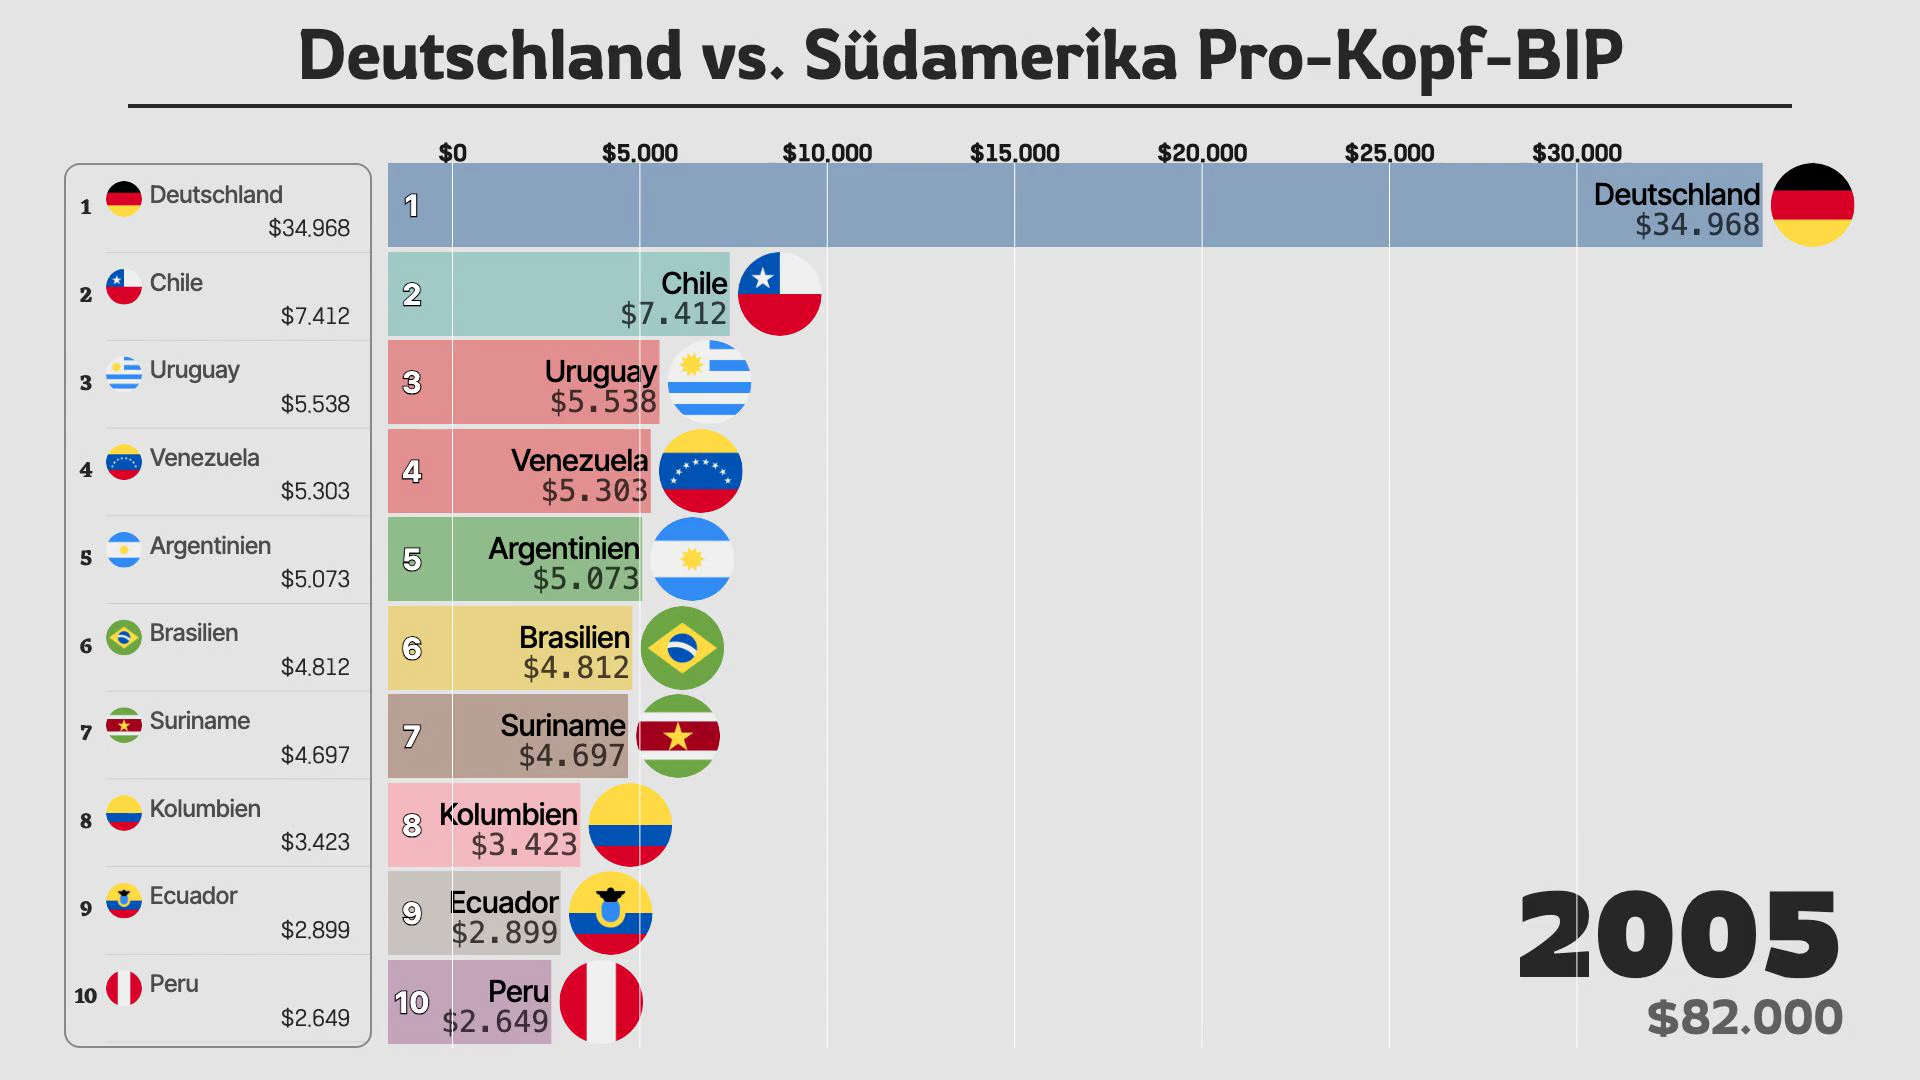 Deutschland vs. Südamerika Pro-Kopf-BIP
$0 $5.000 $10.000 $15.000 $20.000 $25.000 $30.000
1 Deutschland
$34.968
2 Chile
$7.412
3 Uruguay
$5.538
4 Venezuela
$5.303
5 Argentinien
$5.073
6 Brasilien
$4.812
7 Suriname
$4.697
8 Kolumbien
$3.423
9 Ecuador
$2.899
10 Peru
$2.649
1 Deutschland
$34.968
2 Chile
$7.412
3 Uruguay
$5.538
4 Venezuela
$5.303
5 Argentinien
$5.073
6 Brasilien
$4.812
7 Suriname
$4.697
8 Kolumbien
$3.423
9 Ecuador
$2.899
10 Peru
$2.649
2005
$82.000